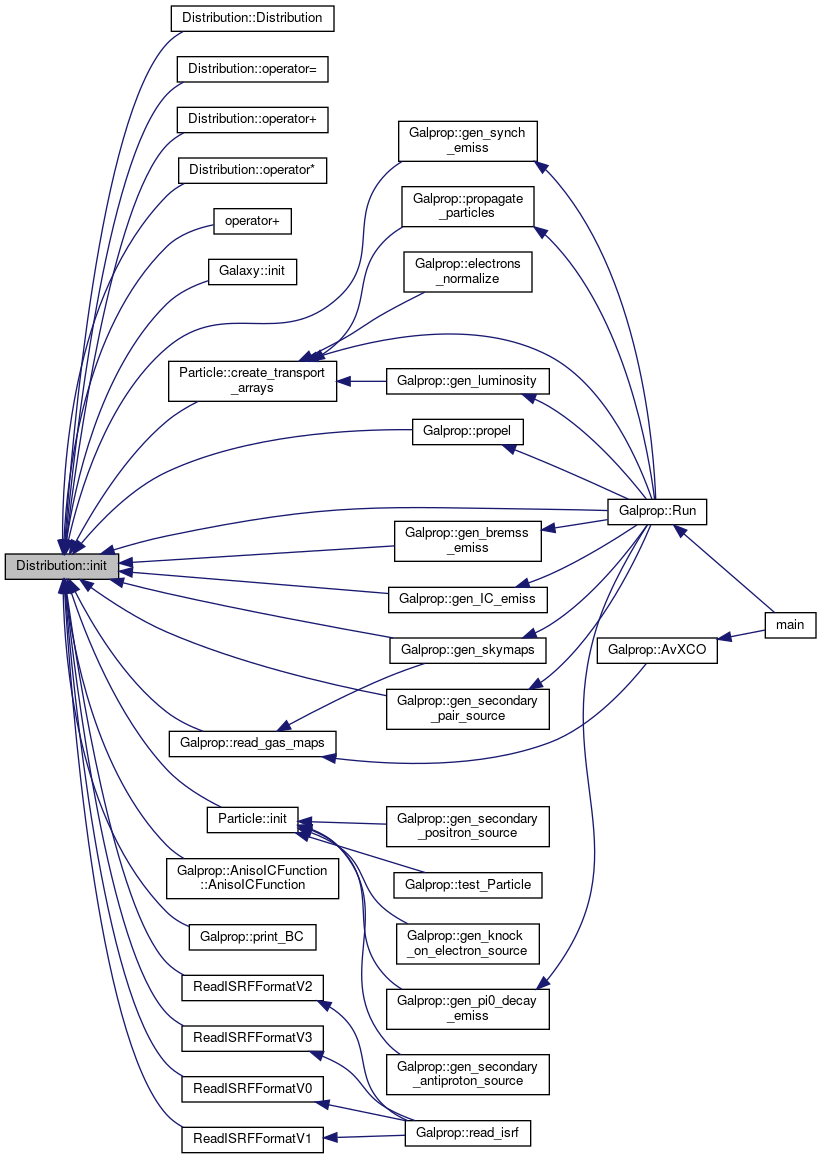 Distribution::Distribution
Distribution::operator=
Distribution::operator+
Distribution::operator*
operator+
Galaxy::init
Particle::create_transport
_arrays
Galprop::gen_synch
_emiss
Galprop::propagate
_particles
Galprop::electrons
_normalize
Galprop::gen_luminosity
Galprop::propel
Galprop::Run
Galprop::gen_bremss
_emiss
Distribution::init
Galprop::gen_IC_emiss
main
Galprop::gen_skymaps
Galprop::AvXCO
Galprop::gen_secondary
_pair_source
Galprop::read_gas_maps
Particle::init
Galprop::gen_secondary
_positron_source
Galprop::AnisoICFunction
::AnisoICFunction
Galprop::test_Particle
Galprop::print_BC
Galprop::gen_knock
_on_electron_source
ReadISRFFormatV2
Galprop::gen_pi0_decay
_emiss
ReadISRFFormatV3
Galprop::gen_secondary
_antiproton_source
ReadISRFFormatV0
ReadISRFFormatV1
Galprop::read_isrf